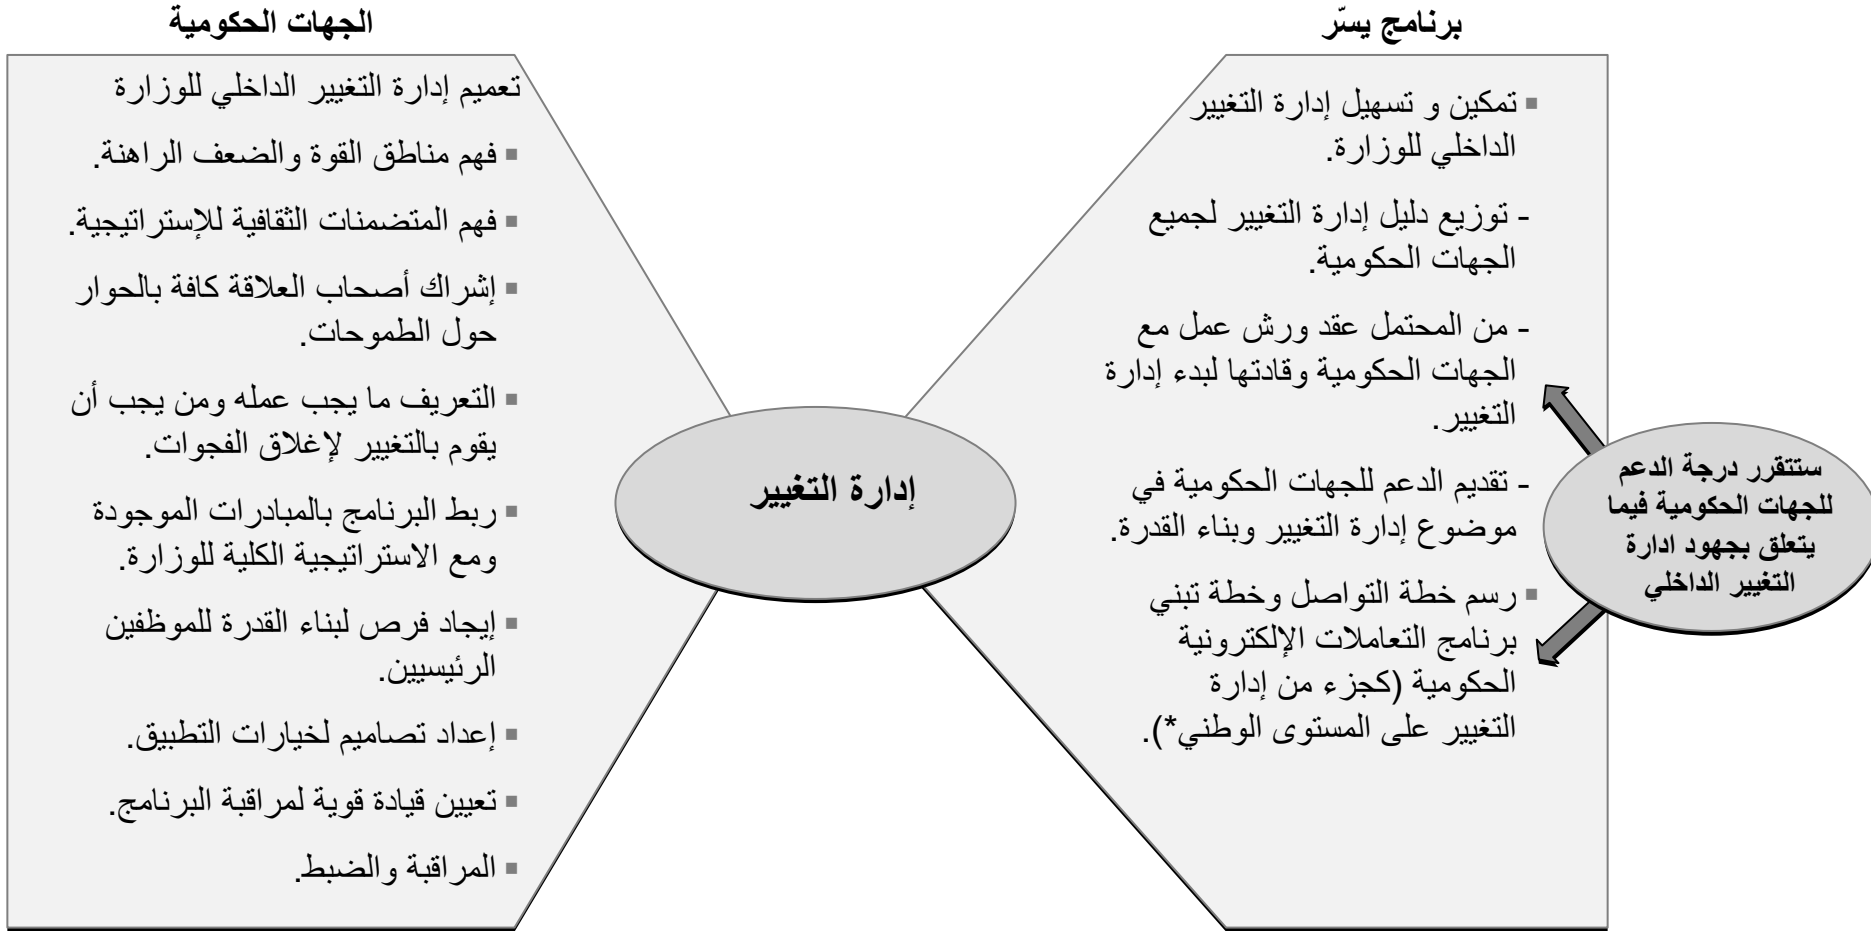 برنامج يسّر
▪ تمكين و تسهيل إدارة التغيير
الداخلي للوزارة.
- توزيع دليل إدارة التغيير لجميع
الجهات الحكومية.
- من المحتمل عقد ورش عمل مع
الجهات الحكومية وقادتها لبدء إدارة
التغيير.
- تقديم الدعم للجهات الحكومية في
موضوع إدارة التغيير وبناء القدرة.
▪ رسم خطة التواصل وخطة تبني
برنامج التعاملات الإلكترونية
الحكومية (كجزء من إدارة
التغيير على المستوى الوطني*).
ستتقرر درجة الدعم
للجهات الحكومية فيما
يتعلق بجهود ادارة
التغيير الداخلي
إدارة التغيير
الجهات الحكومية
تعميم إدارة التغيير الداخلي للوزارة
▪ فهم مناطق القوة والضعف الراهنة.
▪ فهم المتضمنات الثقافية للإستراتيجية.
▪ إشراك أصحاب العلاقة كافة بالحوار
حول الطموحات.
▪ التعريف ما يجب عمله ومن يجب أن
يقوم بالتغيير لإغلاق الفجوات.
▪ ربط البرنامج بالمبادرات الموجودة
ومع الاستراتيجية الكلية للوزارة.
▪ إيجاد فرص لبناء القدرة للموظفين
الرئيسيين.
▪ إعداد تصاميم لخيارات التطبيق.
▪ تعيين قيادة قوية لمراقبة البرنامج.
▪ المراقبة والضبط.